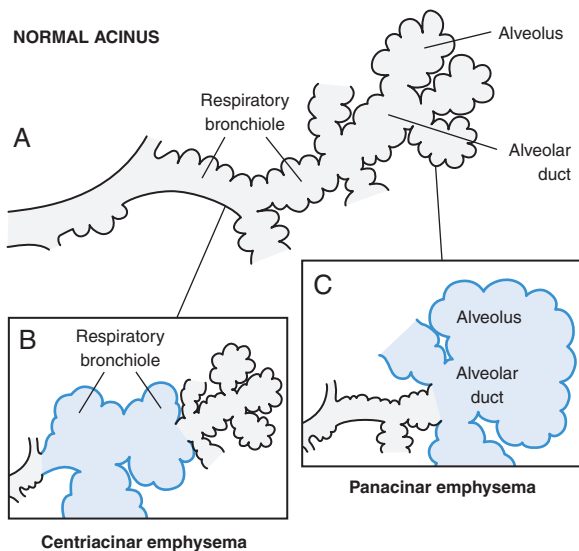 NORMAL ACINUS
Alveolus
Respiratory
bronchiole
A
Alveolar
duct
C
Alveolus
B
Respiratory
bronchiole
Alveolar
duct
Panacinar emphysema
Centriacinar emphysema